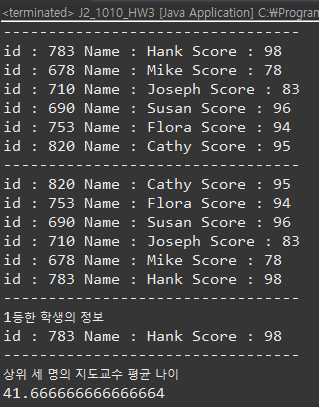 <terminated> J2_1010_HW3 [Java Application] C:\Program
------------------------------
id : 783 Name : Hank Score : 98
id : 678 Name : Mike Score : 78
id : 710 Name : Joseph Score : 83
id : 690 Name : Susan Score : 96
id : 753 Name : Flora Score : 94
id : 820 Name : Cathy Score : 95
------------------------------
id : 820 Name : Cathy Score : 95
id : 753 Name : Flora Score : 94
id : 690 Name : Susan Score : 96
id : 710 Name : Joseph Score : 83
id : 678 Name : Mike Score : 78
id : 783 Name : Hank Score : 98
------------------------------
1등한 학생의 정보
id : 783 Name : Hank Score : 98
------------------------------
상위 세 명의 지도교수 평균 나이
41.666666666666664